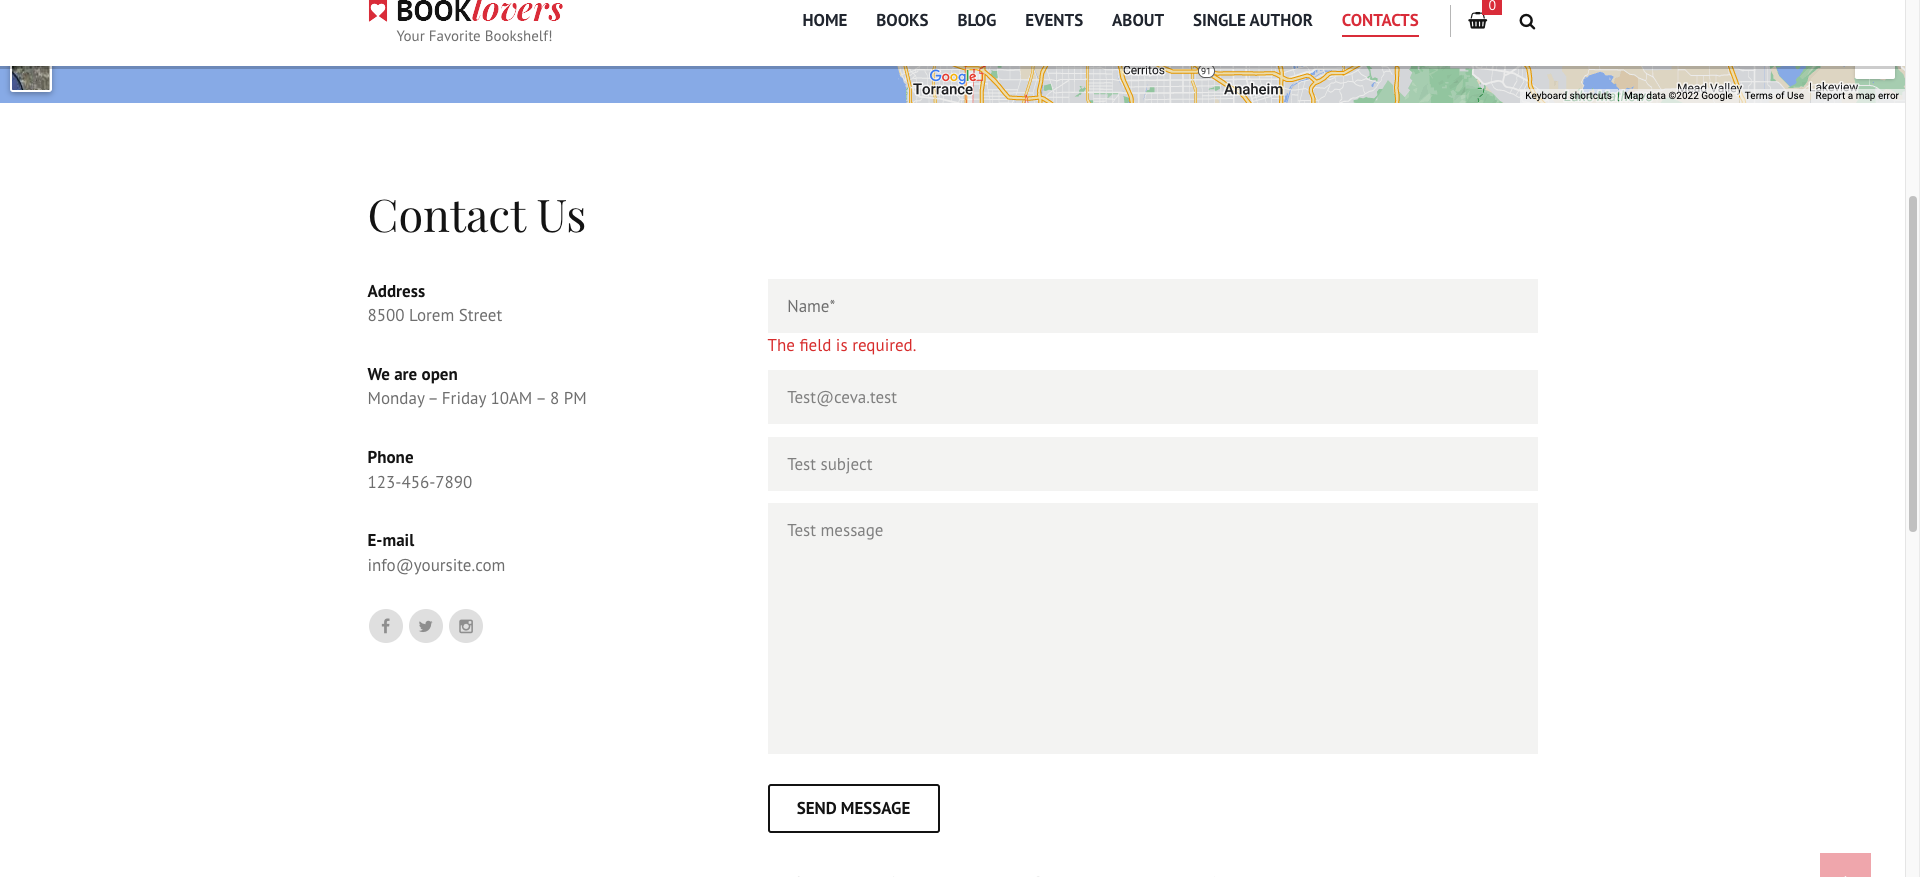 BOOKlovers
Your Favorite Bookshelf!
HOME
BOOKS
BLOG
EVENTS
ABOUT
SINGLE AUTHOR
CONTACTS
0
Google
Torrance
Cerritos
91
Anaheim
Mead Valley
Lakeview
Keyboard shortcuts
Map data ©2022 Google
Terms of Use
Report a map error
Contact Us
Address
8500 Lorem Street
We are open
Monday – Friday 10AM – 8 PM
Phone
123-456-7890
E-mail
info@yoursite.com
Name*
The field is required.
Test@ceva.test
Test subject
Test message
SEND MESSAGE